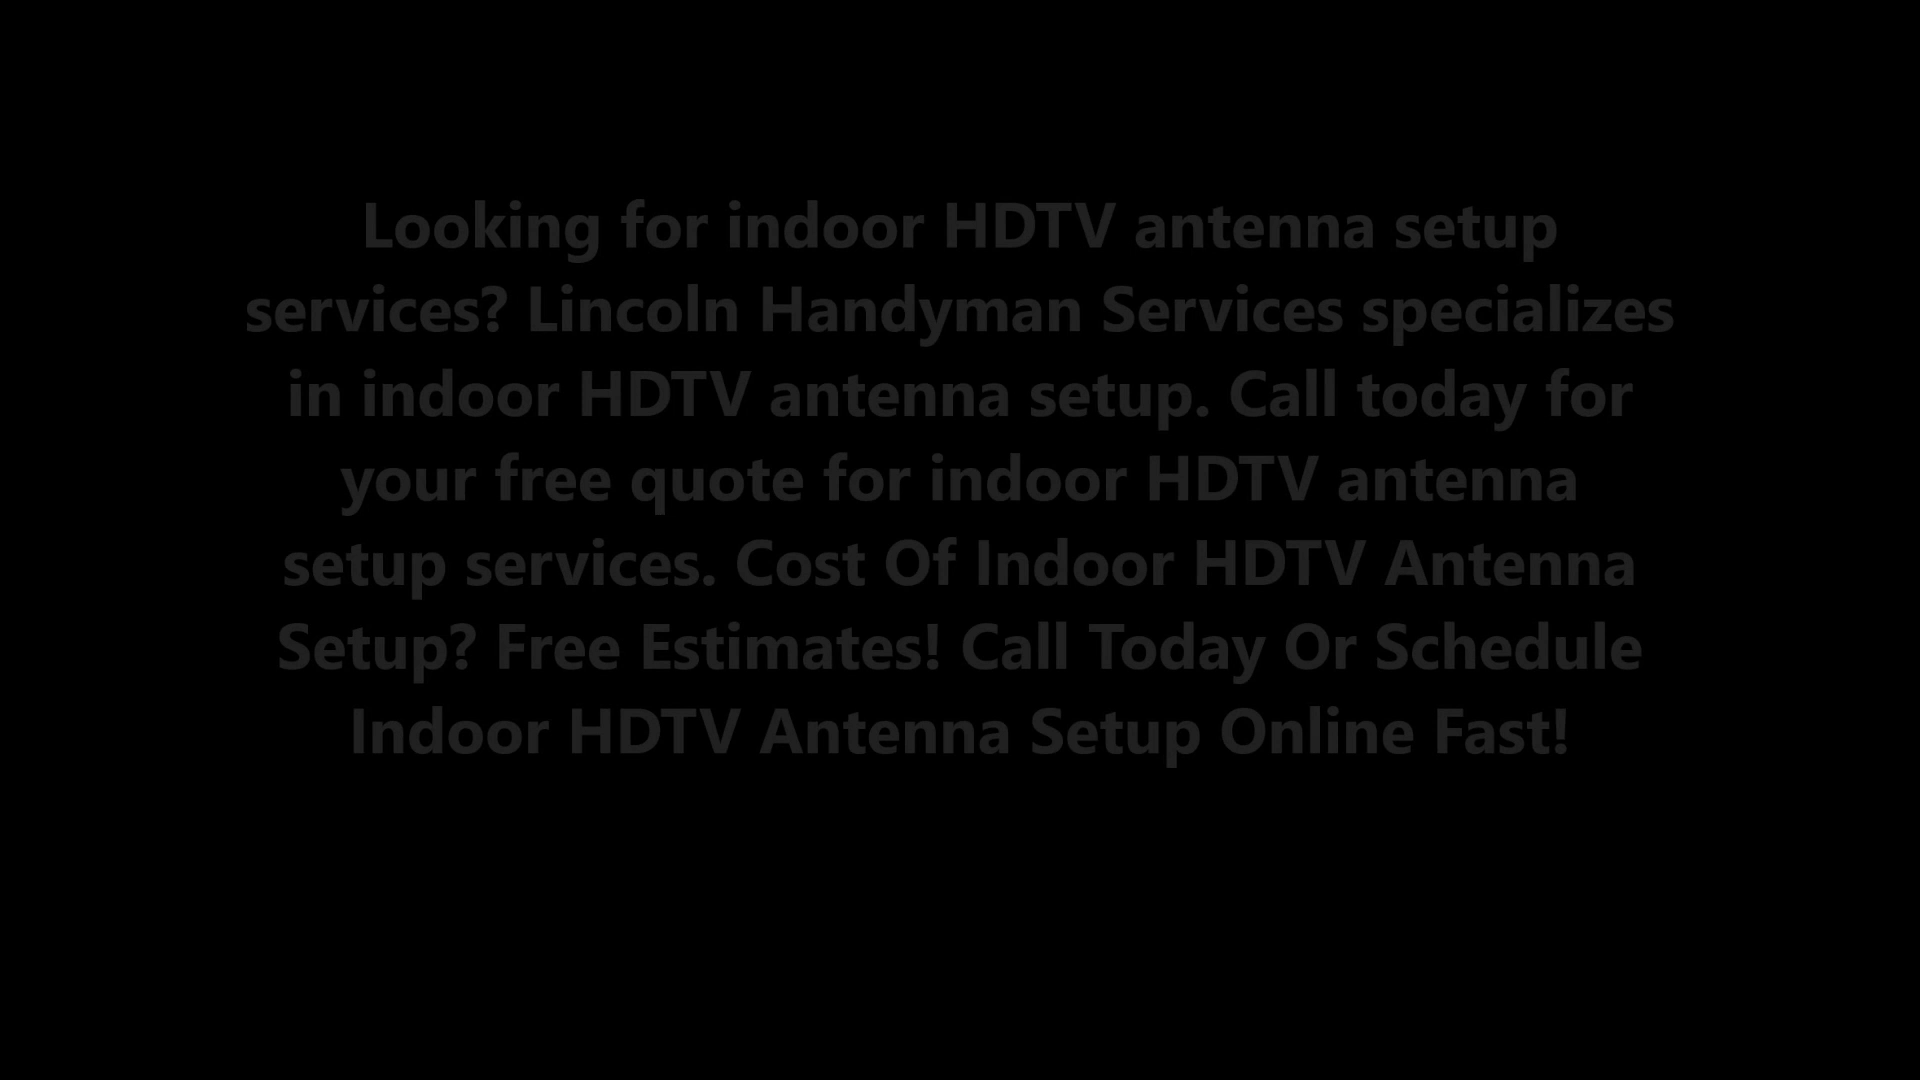 Looking for indoor HDTV antenna setup
services? Lincoln Handyman Services specializes
in indoor HDTV antenna setup. Call today for
your free quote for indoor HDTV antenna
setup services. Cost Of Indoor HDTV Antenna
Setup? Free Estimates! Call Today Or Schedule
Indoor HDTV Antenna Setup Online Fast!